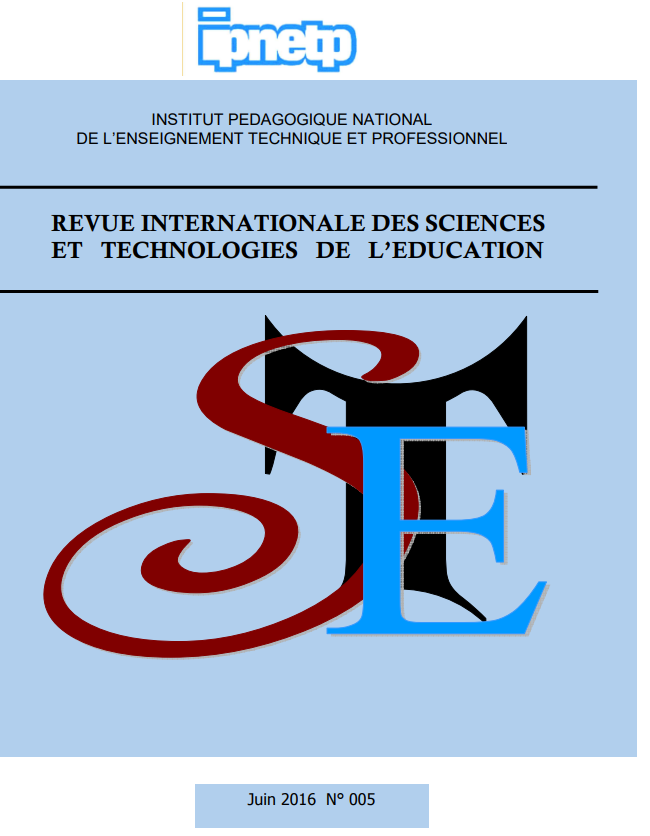 ipnetp
INSTITUT PEDAGOGIQUE NATIONAL
DE L'ENSEIGNEMENT TECHNIQUE ET PROFESSIONNEL
REVUE INTERNATIONALE DES SCIENCES
ET TECHNOLOGIES DE L'EDUCATION
STE
Juin 2016 N° 005